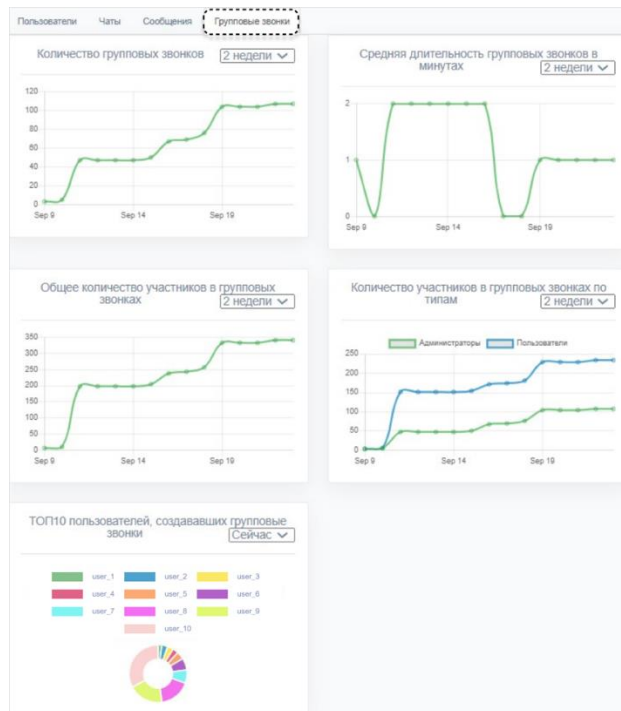 Пользователи Чаты Сообщения Групповые звонки
Количество групповых звонков 2 недели
120
100
80
60
40
20
0
Sep 9 Sep 14 Sep 19
Средняя длительность групповых звонков в
минутах 2 недели
2
1
0
Sep 9 Sep 14 Sep 19
Общее количество участников в групповых
звонках 2 недели
350
300
250
200
150
100
50
0
Sep 9 Sep 14 Sep 19
Количество участников в групповых звонках по
типам 2 недели
Администраторы Пользователи
250
200
150
100
50
0
Sep 9 Sep 14 Sep 19
ТОП10 пользователей, создававших групповые
звонки Сейчас
user_1 user_2 user_3
user_4 user_5 user_6
user_7 user_8 user_9
user_10